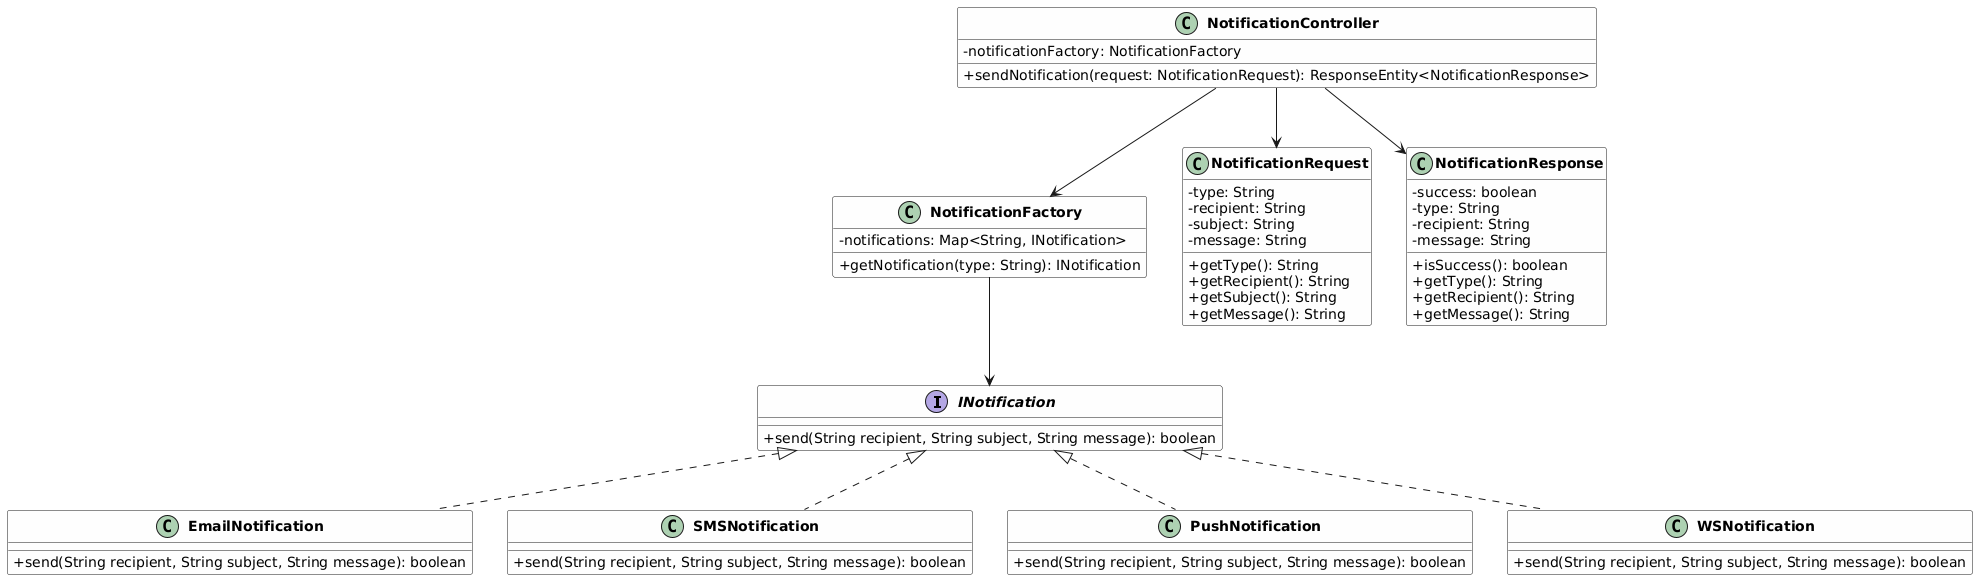 C NotificationController
-notificationFactory: NotificationFactory
+sendNotification(request: NotificationRequest): ResponseEntity<NotificationResponse>
C NotificationFactory
-notifications: Map<String, INotification>
+getNotification(type: String): INotification
C NotificationRequest
-type: String
-recipient: String
-subject: String
-message: String
+getType(): String
+getRecipient(): String
+getSubject(): String
+getMessage(): String
C NotificationResponse
-success: boolean
-type: String
-recipient: String
-message: String
+isSuccess(): boolean
+getType(): String
+getRecipient(): String
+getMessage(): String
I INotification
+send(String recipient, String subject, String message): boolean
C EmailNotification
+send(String recipient, String subject, String message): boolean
C SMSNotification
+send(String recipient, String subject, String message): boolean
C PushNotification
+send(String recipient, String subject, String message): boolean
C WSNotification
+send(String recipient, String subject, String message): boolean